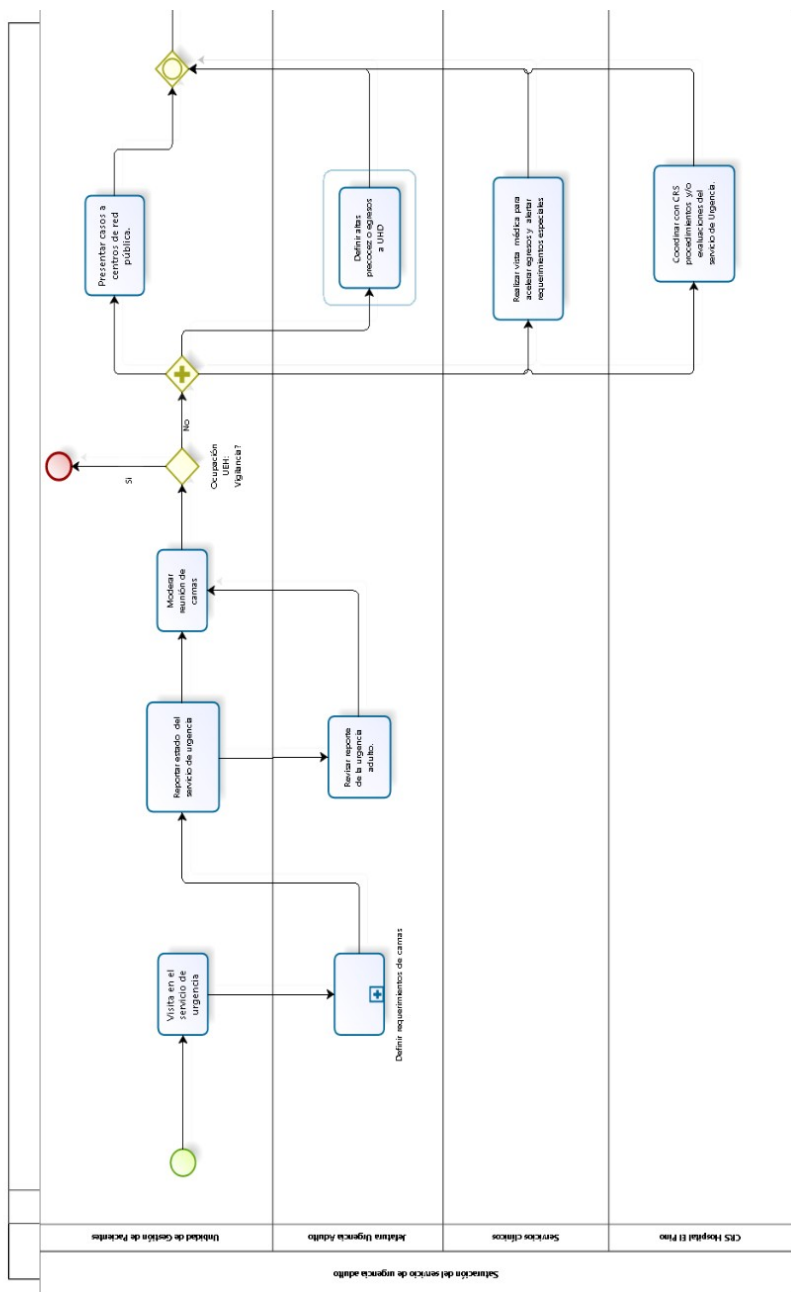 Saturación del servicio de urgencia adulto
Unbidad de Gestión de Pacientes
Jefatura Urgencia Adulto
Servicios clínicos
CRS Hospital El Pino
Visita en el
servicio de
urgencia
Definir requerimientos de camas
Reportar estado del
servicio de urgencia
Revisar reporte
de la urgencia
adulto.
Moderar
reunión de
camas
Ocupación
UEH:
Vigilancia?
Si
No
Presentar casos a
centros de red
pública.
Definir altas
precocez o egresos
a UHD
Realizar vista médica para
acelerar egresos y alertar
requerimientos especiales
Coordinar con CRS
procedimientos y/o
evaluaciones del
servicio de Urgencia.